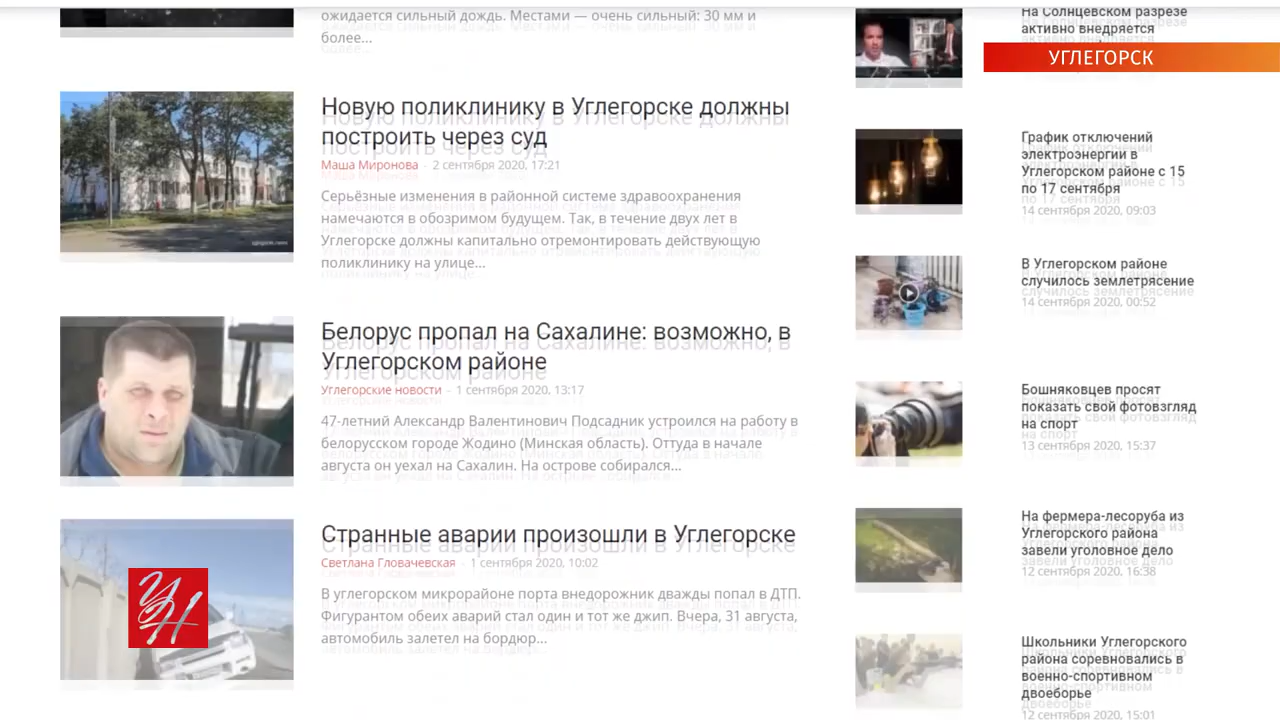 ожидается сильный дождь. Местами — очень сильный: 30 мм и
более...
Новую поликлинику в Углегорске должны
построить через суд
Маша Миронова - 2 сентября 2020, 17:21
Серьёзные изменения в районной системе здравоохранения
намечаются в обозримом будущем. Так, в течение двух лет в
Углегорске должны капитально отремонтировать действующую
поликлинику на улице...
Белорус пропал на Сахалине: возможно, в
Углегорском районе
Углегорские новости - 1 сентября 2020, 13:17
47-летний Александр Валентинович Подсадник устроился на работу в
белорусском городе Жодино (Минская область). Оттуда в начале
августа он уехал на Сахалин. На острове собирался...
Странные аварии произошли в Углегорске
Светлана Гловачевская - 1 сентября 2020, 10:02
В углегорском микрорайоне порта внедорожник дважды попал в ДТП.
Фигурантом обеих аварий стал один и тот же джип. Вчера, 31 августа,
автомобиль залетел на бордюр...
УН
На Солнцевском разрезе
активно внедряется
УГЛЕГОРСК
График отключений
электроэнергии в
Углегорском районе с 15
по 17 сентября
14 сентября 2020, 09:03
В Углегорском районе
случилось землетрясение
14 сентября 2020, 00:52
Бошняковцев просят
показать свой фотовзгляд
на спорт
13 сентября 2020, 15:37
На фермера-лесоруба из
Углегорского района
завели уголовное дело
12 сентября 2020, 16:38
Школьники Углегорского
района соревновались в
военно-спортивном
двоеборье
12 сентября 2020, 15:01